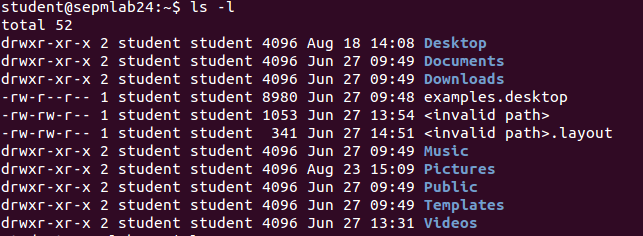 student@sepmlab24:~$ ls -l
total 52
drwxr-xr-x 2 student student 4096 Aug 18 14:08 Desktop
drwxr-xr-x 2 student student 4096 Jun 27 09:49 Documents
drwxr-xr-x 2 student student 4096 Jun 27 09:49 Downloads
-rw-r--r-- 1 student student 8980 Jun 27 09:48 examples.desktop
-rw-rw-r-- 1 student student 1053 Jun 27 13:54 <invalid path>
-rw-rw-r-- 1 student student  341 Jun 27 14:51 <invalid path>.layout
drwxr-xr-x 2 student student 4096 Jun 27 09:49 Music
drwxr-xr-x 2 student student 4096 Aug 23 15:09 Pictures
drwxr-xr-x 2 student student 4096 Jun 27 09:49 Public
drwxr-xr-x 2 student student 4096 Jun 27 09:49 Templates
drwxr-xr-x 2 student student 4096 Jun 27 13:31 Videos